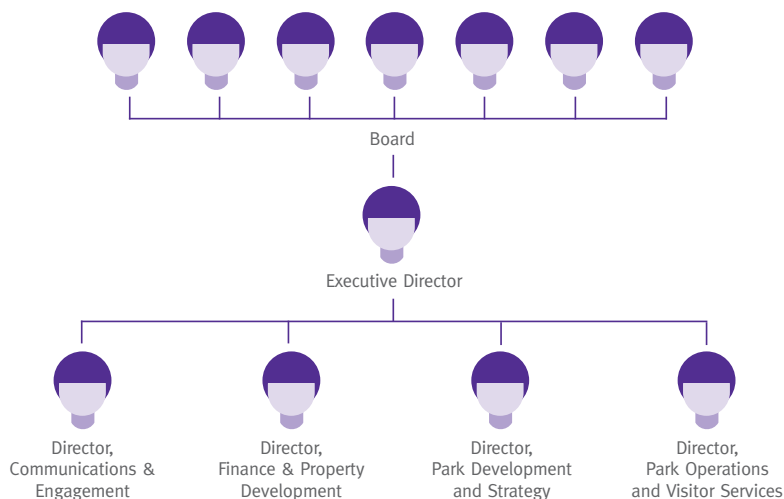 Board
Executive Director
Director,
Communications &
Engagement
Director,
Finance & Property
Development
Director,
Park Development
and Strategy
Director,
Park Operations
and Visitor Services